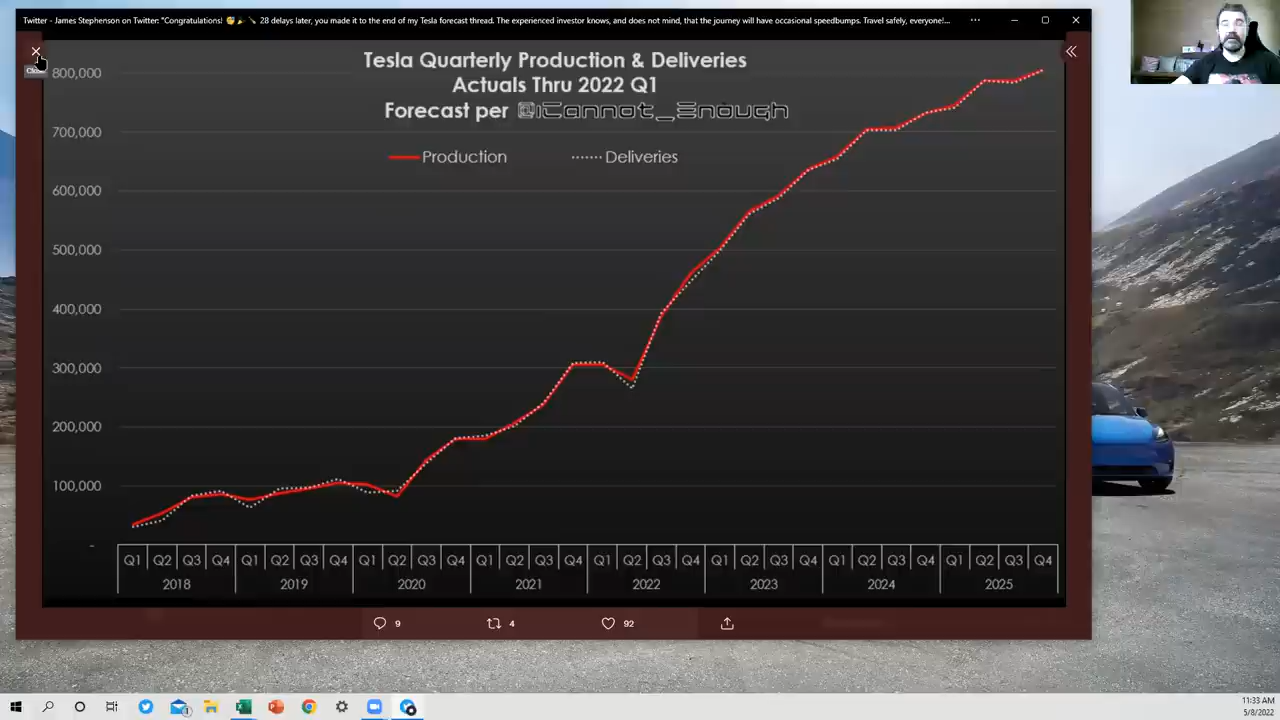 Twitter - James Stephenson on Twitter: "Congratulations! 🥳🎉🍾 28 delays later, you made it to the end of my Tesla forecast thread. The experienced investor knows, and does not mind, that the journey will have occasional speedbumps. Travel safely, everyone!...
Tesla Quarterly Production & Deliveries
Actuals Thru 2022 Q1
Forecast per @iCannot_Enough
Production Deliveries
800,000
700,000
600,000
500,000
400,000
300,000
200,000
100,000
-
Q1 Q2 Q3 Q4 Q1 Q2 Q3 Q4 Q1 Q2 Q3 Q4 Q1 Q2 Q3 Q4 Q1 Q2 Q3 Q4 Q1 Q2 Q3 Q4 Q1 Q2 Q3 Q4 Q1 Q2 Q3 Q4
2018 2019 2020 2021 2022 2023 2024 2025
9 4 92
11:33 AM
5/8/2022